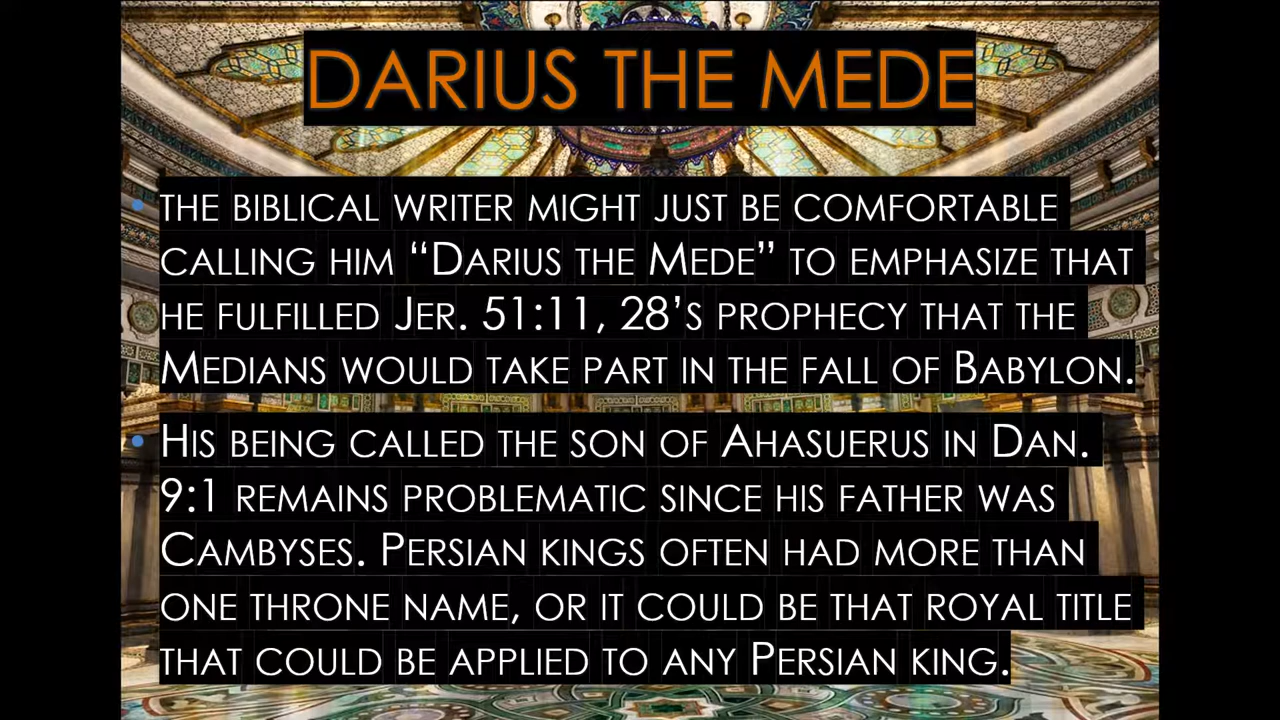 DARIUS THE MEDE
• THE BIBLICAL WRITER MIGHT JUST BE COMFORTABLE
CALLING HIM “DARIUS THE MEDE” TO EMPHASIZE THAT
HE FULFILLED JER. 51:11, 28’S PROPHECY THAT THE
MEDIANS WOULD TAKE PART IN THE FALL OF BABYLON.
• HIS BEING CALLED THE SON OF AHASUERUS IN DAN.
9:1 REMAINS PROBLEMATIC SINCE HIS FATHER WAS
CAMBYSES. PERSIAN KINGS OFTEN HAD MORE THAN
ONE THRONE NAME, OR IT COULD BE THAT ROYAL TITLE
THAT COULD BE APPLIED TO ANY PERSIAN KING.